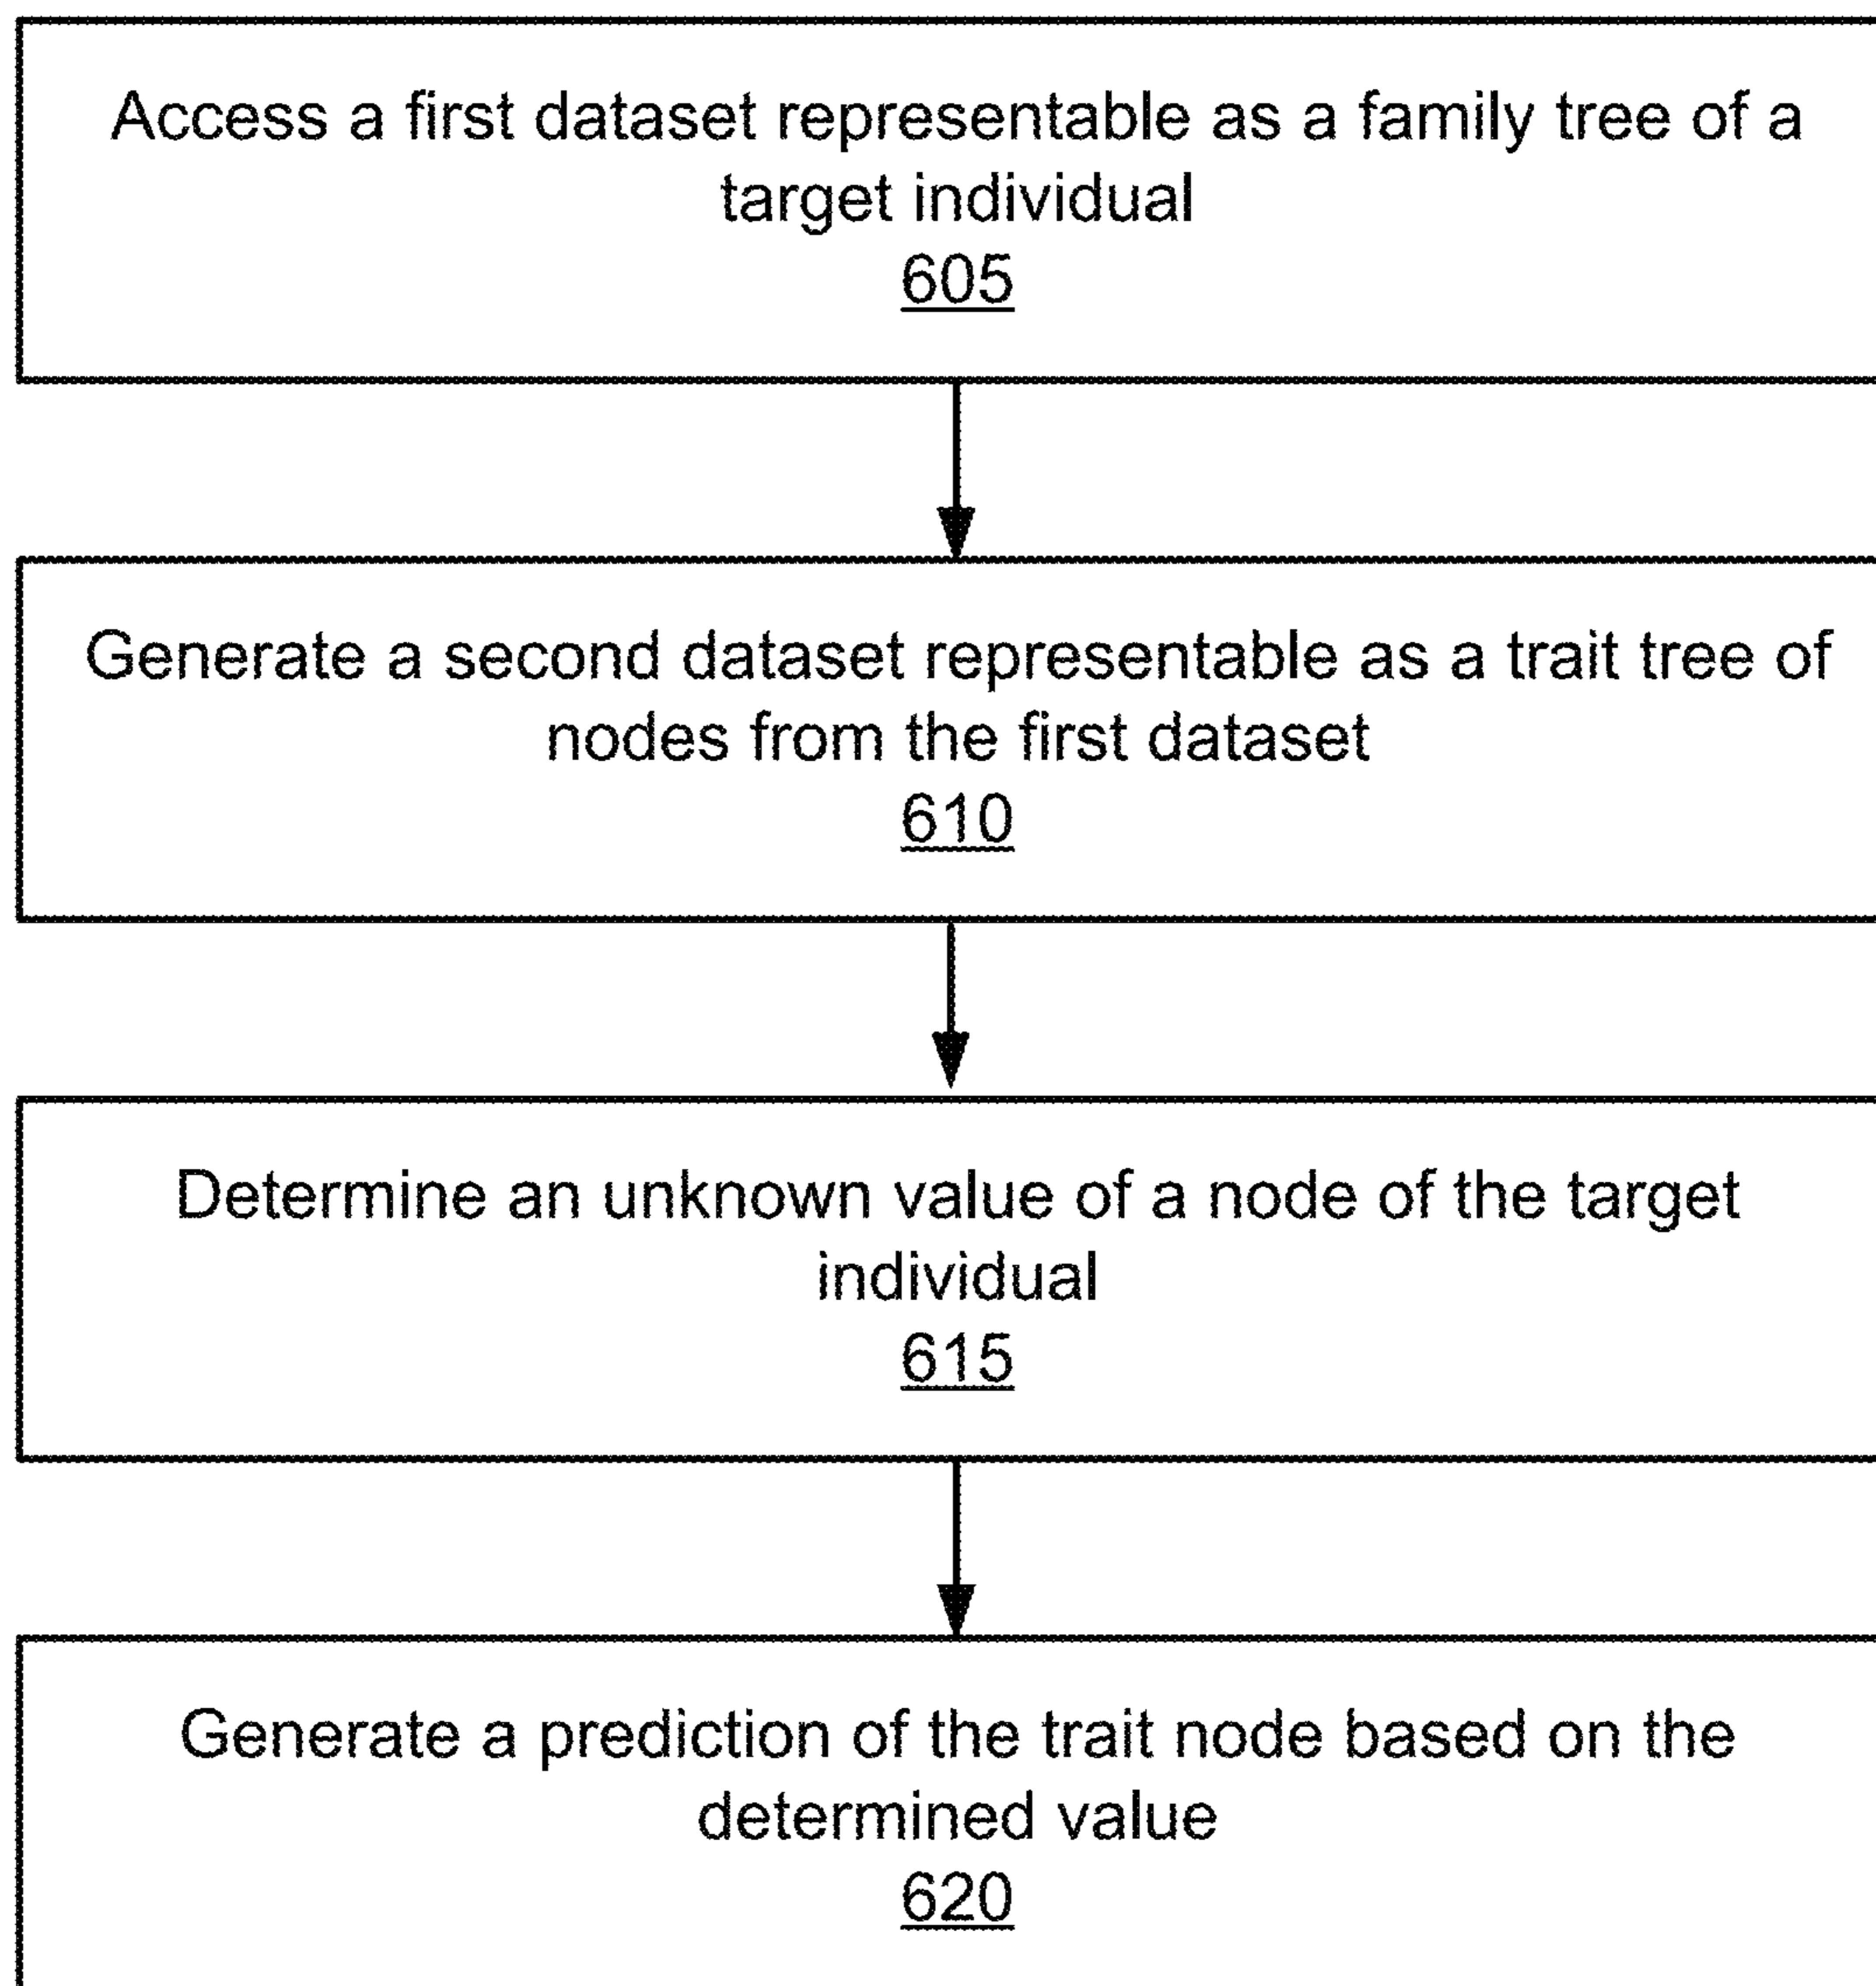 Access a first dataset representable as a family tree of a
target individual
605
Generate a second dataset representable as a trait tree of
nodes from the first dataset
610
Determine an unknown value of a node of the target
individual
615
Generate a prediction of the trait node based on the
determined value
620